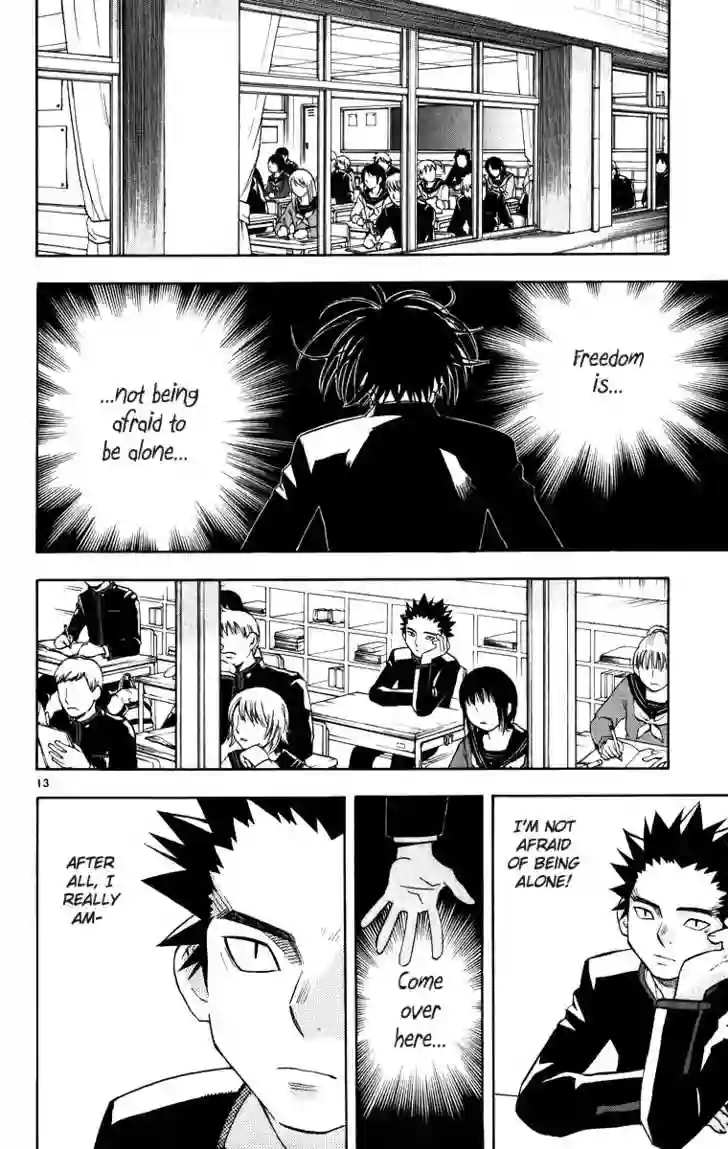 Freedom
is...
...not being
afraid to
be alone...
13
I'M NOT
AFRAID
OF BEING
ALONE!
Come
over
here...
AFTER
ALL, I
REALLY
AM-